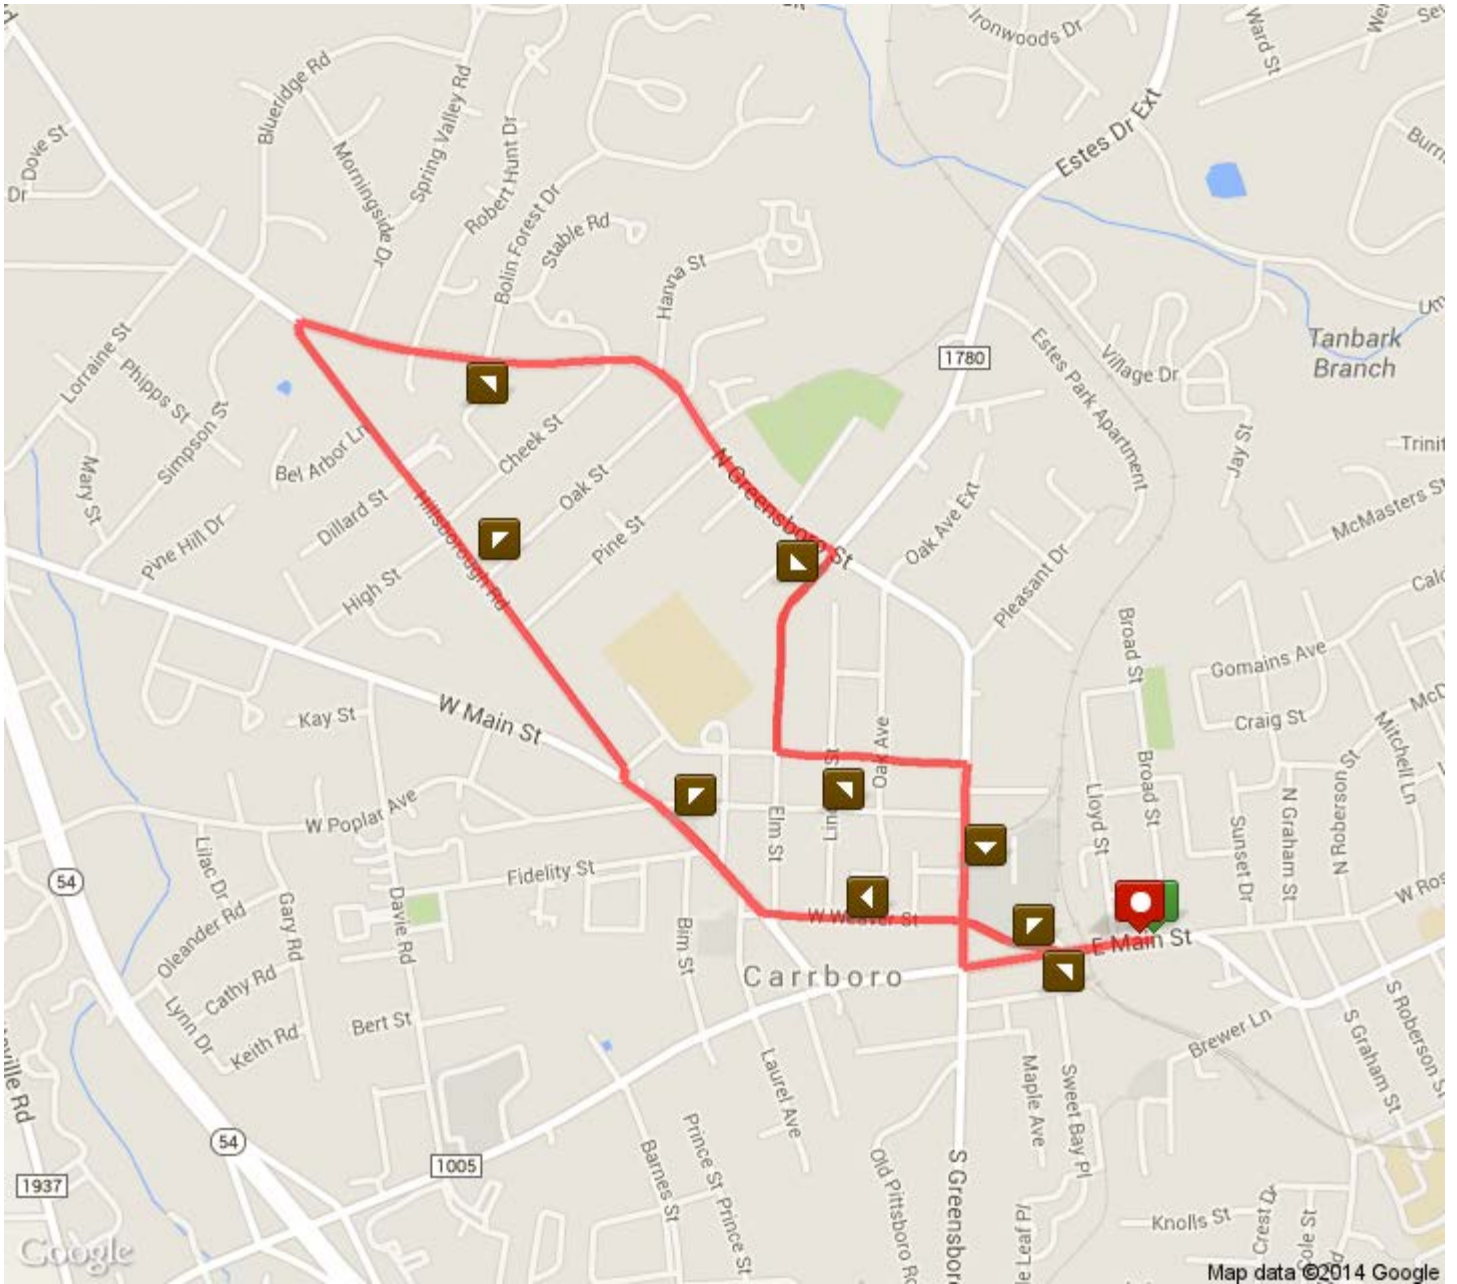 Ironwoods Dr
Ward St
Blueridge Rd
Spring Valley Rd
Dove St
Dr
Morningside Dr
Robert Hunt Dr
Bolin Forest Dr
Stable Rd
Hanna St
Estes Dr Ext
Lorraine St
Phipps St
Simpson St
1780
Estes Park Apartment
Village Dr
Tanbark
Branch
Mary St
Bel Arbor Ln
Cheek St
Dillard St
Oak St
Pine St
Hillsborough Rd
N Greensboro St
Oak Ave Ext
Jay St
McMasters St
Pine Hill Dr
High St
Pleasant Dr
Broad St
Gomains Ave
Kay St
W Main St
Oak Ave
Craig St
Mitchell Ln
Broad St
Lloyd St
W Poplar Ave
Elm St
Lilac Dr
Fidelity St
Sunset Dr
N Graham St
N Roberson St
54
Oleander Rd
Gary Rd
Davie Rd
Bim St
W Weaver St
E Main St
Cathy Rd
Carrboro
Lynn Dr
Keith Rd
Bert St
Brewer Ln
S Graham St
S Roberson St
Laurel Ave
Maple Ave
Sweet Bay Pl
54
1005
1937
Barnes St
Prince St
Prince St
Old Pittsboro Rd
S Greensboro
Knolls St
Crest Dr
Google
Map data ©2014 Google